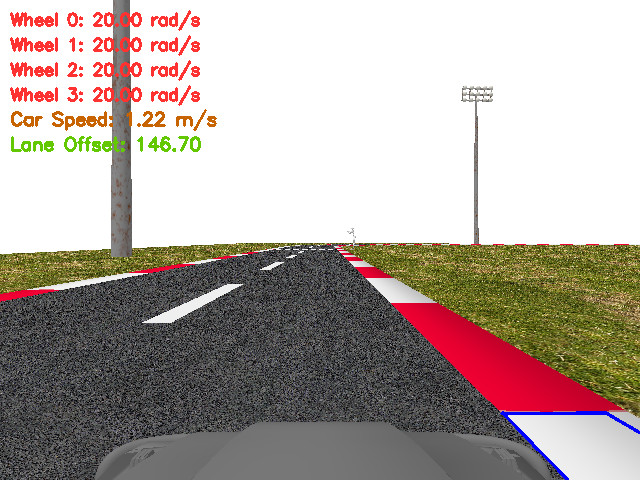 Wheel 0: 20.00 rad/s
Wheel 1: 20.00 rad/s
Wheel 2: 20.00 rad/s
Wheel 3: 20.00 rad/s
Car Speed: 1.22 m/s
Lane Offset: 146.70